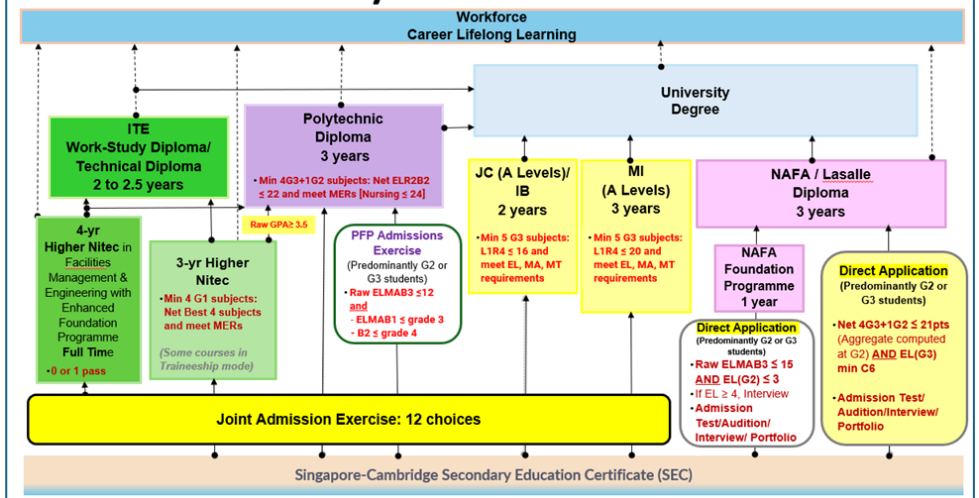 Workforce
Career Lifelong Learning
University
Degree
ITE
Work-Study Diploma/
Technical Diploma
2 to 2.5 years
Polytechnic
Diploma
3 years
• Min 4G3+1G2 subjects: Net ELR2B2
≤ 22 and meet MERs [Nursing ≤ 24]
JC (A Levels)/
IB
2 years
• Min 5 G3 subjects:
L1R4 ≤ 16 and
meet EL, MA, MT
requirements
MI
(A Levels)
3 years
• Min 5 G3 subjects:
L1R4 ≤ 20 and
meet EL, MA, MT
requirements
NAFA / Lasalle
Diploma
3 years
4-yr
Higher Nitec in
Facilities
Management &
Engineering with
Enhanced
Foundation
Programme
Full Time
• 0 or 1 pass
3-yr Higher
Nitec
• Min 4 G1 subjects:
Net Best 4 subjects
and meet MERs
(Some courses in
Traineeship mode)
Raw GPA≥ 3.5
PFP Admissions
Exercise
(Predominantly G2 or
G3 students)
• Raw ELMAB3 ≤12
and
- ELMAB1 ≤ grade 3
- B2 ≤ grade 4
NAFA
Foundation
Programme
1 year
Direct Application
(Predominantly G2 or G3
students)
• Raw ELMAB3 ≤ 15
AND EL(G2) ≤ 3
• If EL ≥ 4, Interview
• Admission
Test/Audition/
Interview/ Portfolio
Direct Application
(Predominantly G2 or
G3 students)
• Net 4G3+1G2 ≤ 21pts
(Aggregate computed
at G2) AND EL(G3)
min C6
• Admission Test/
Audition/Interview/
Portfolio
Joint Admission Exercise: 12 choices
Singapore-Cambridge Secondary Education Certificate (SEC)